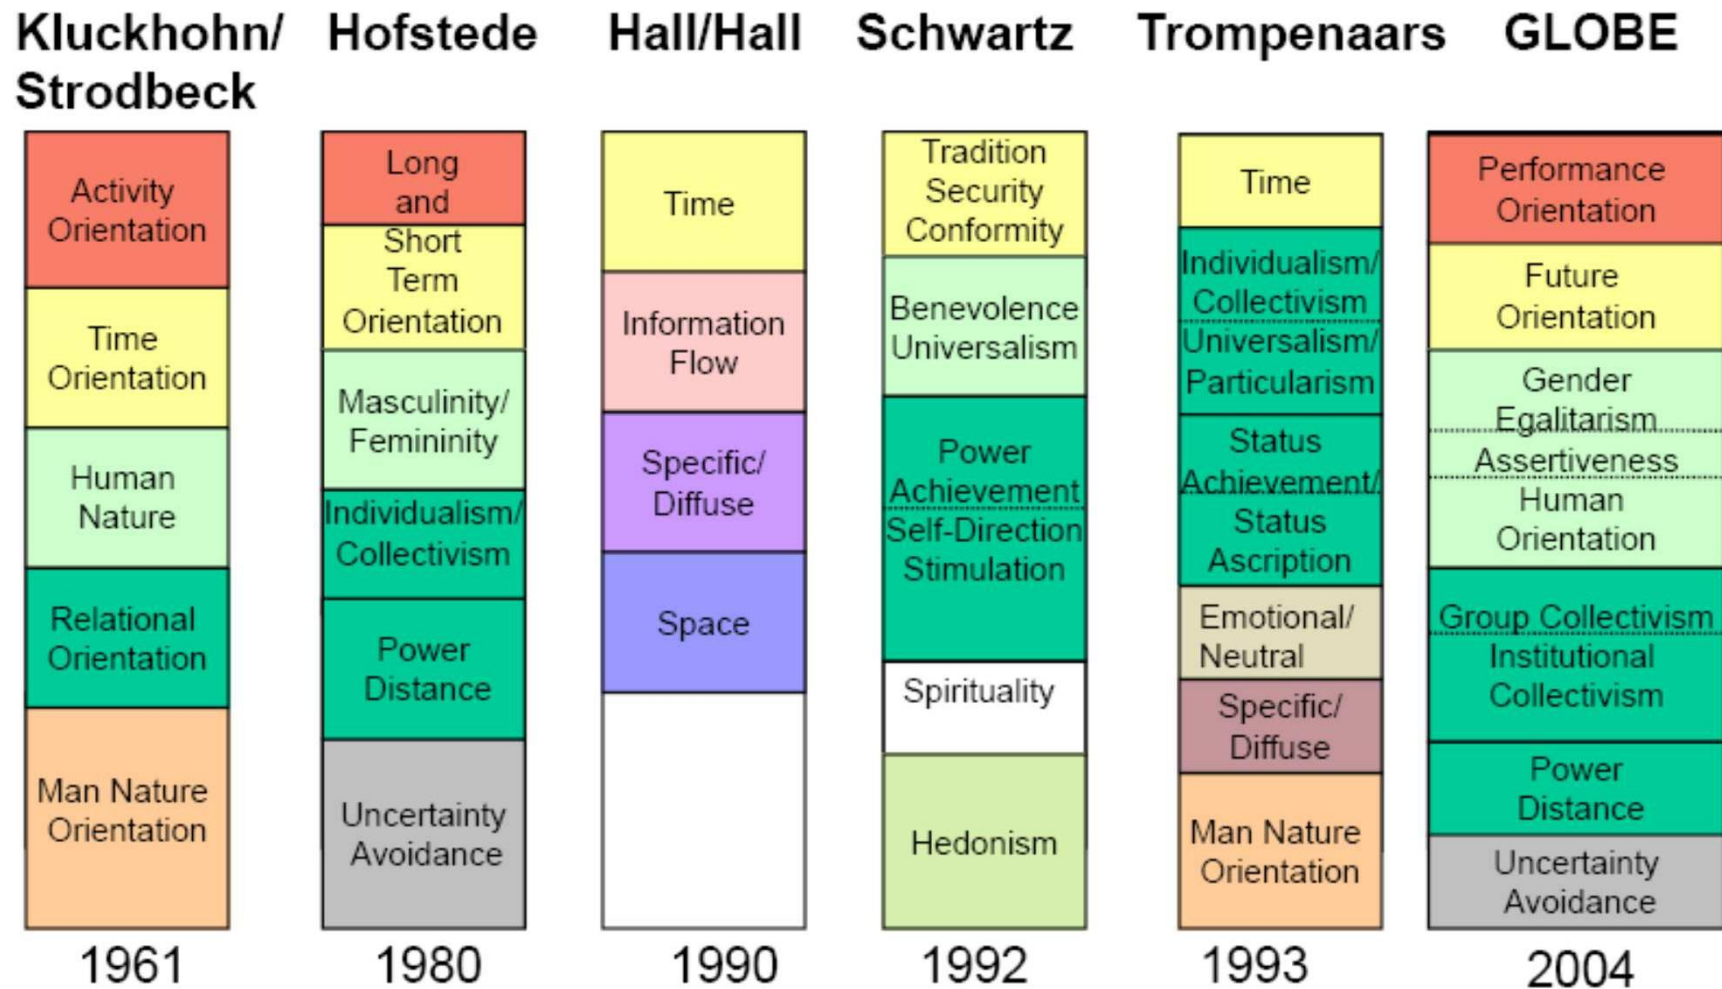 Kluckhohn/
Strodbeck
Activity
Orientation
Time
Orientation
Human
Nature
Relational
Orientation
Man Nature
Orientation
1961
Hofstede
Long
and
Short
Term
Orientation
Masculinity/
Femininity
Individualism/
Collectivism
Power
Distance
Uncertainty
Avoidance
1980
Hall/Hall
Time
Information
Flow
Specific/
Diffuse
Space
1990
Schwartz
Tradition
Security
Conformity
Benevolence
Universalism
Power
Achievement
Self-Direction
Stimulation
Spirituality
Hedonism
1992
Trompenaars
Time
Individualism/
Collectivism
Universalism/
Particularism
Status
Achievement/
Status
Ascription
Emotional/
Neutral
Specific/
Diffuse
Man Nature
Orientation
1993
GLOBE
Performance
Orientation
Future
Orientation
Gender
Egalitarism
Assertiveness
Human
Orientation
Group Collectivism
Institutional
Collectivism
Power
Distance
Uncertainty
Avoidance
2004